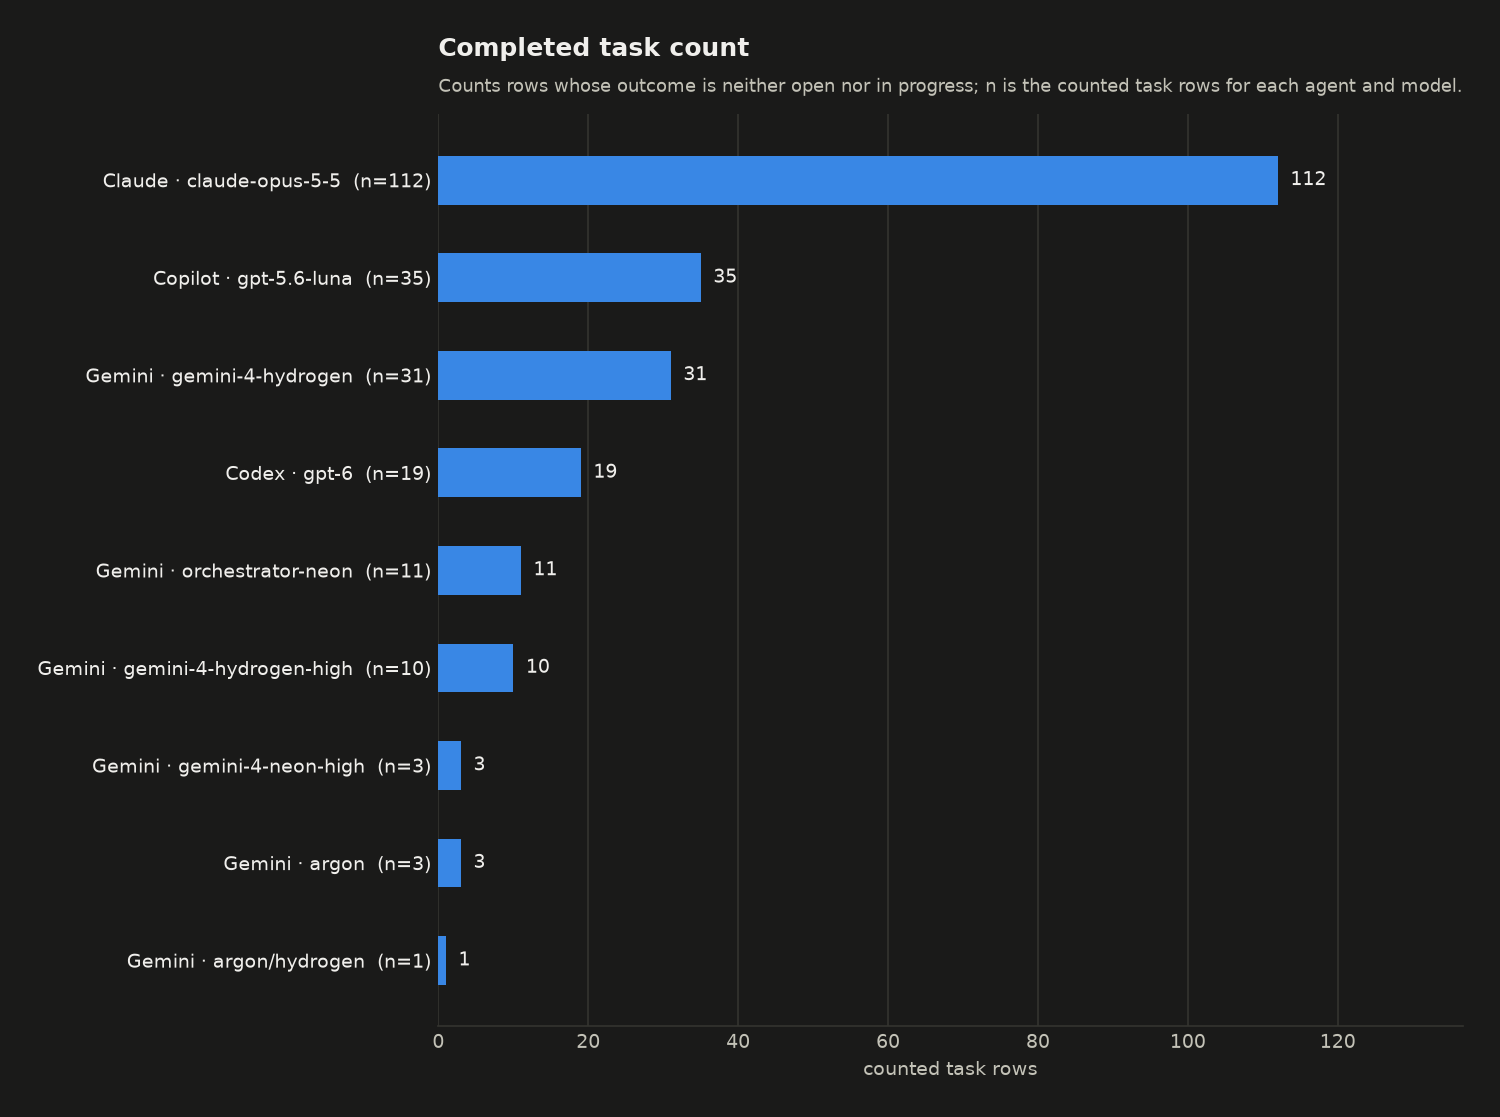 Completed task count
Counts rows whose outcome is neither open nor in progress; n is the counted task rows for each agent and model.
Claude · claude-opus-5-5 (n=112) 112
Copilot · gpt-5.6-luna (n=35) 35
Gemini · gemini-4-hydrogen (n=31) 31
Codex · gpt-6 (n=19) 19
Gemini · orchestrator-neon (n=11) 11
Gemini · gemini-4-hydrogen-high (n=10) 10
Gemini · gemini-4-neon-high (n=3) 3
Gemini · argon (n=3) 3
Gemini · argon/hydrogen (n=1) 1
0 20 40 60 80 100 120
counted task rows